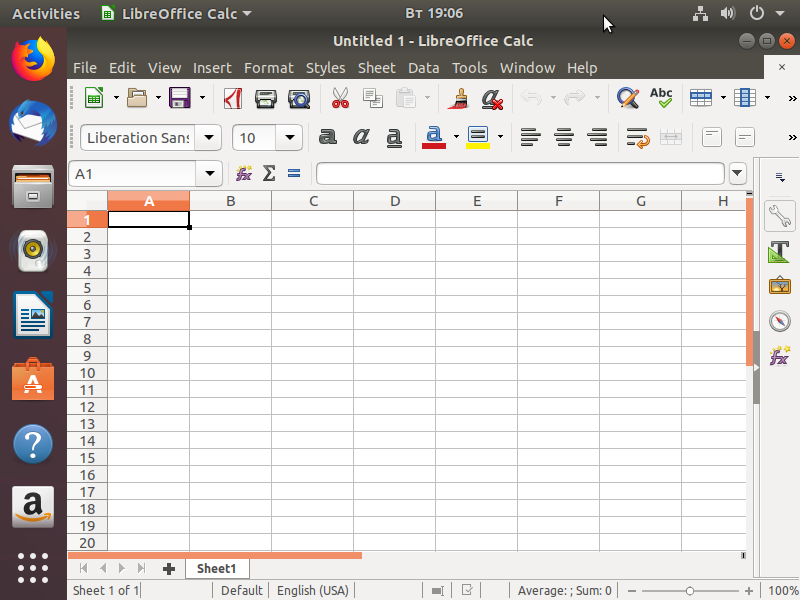 Activities LibreOffice Calc Вт 19:06
Untitled 1 - LibreOffice Calc
File Edit View Insert Format Styles Sheet Data Tools Window Help
Abc
Liberation Sans 10 a a a a
A1 fx Σ =
A B C D E F G H
1
2
3
4
5
6
7
8
9
10
11
12
13
14
15
16
17
18
19
20
Sheet1
Sheet 1 of 1 Default English (USA) Average: ; Sum: 0 100%